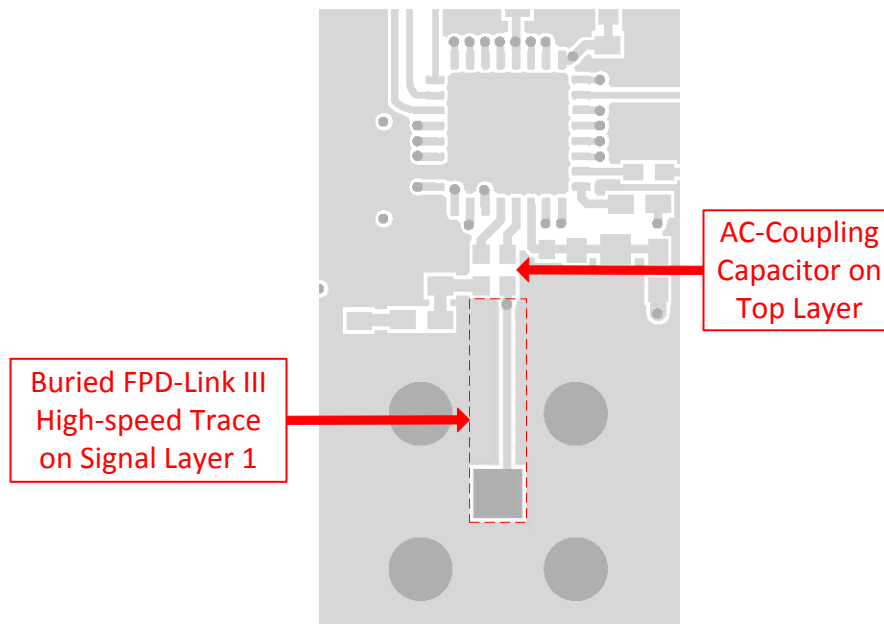 AC-Coupling
Capacitor on
Top Layer
Buried FPD-Link III
High-speed Trace
on Signal Layer 1